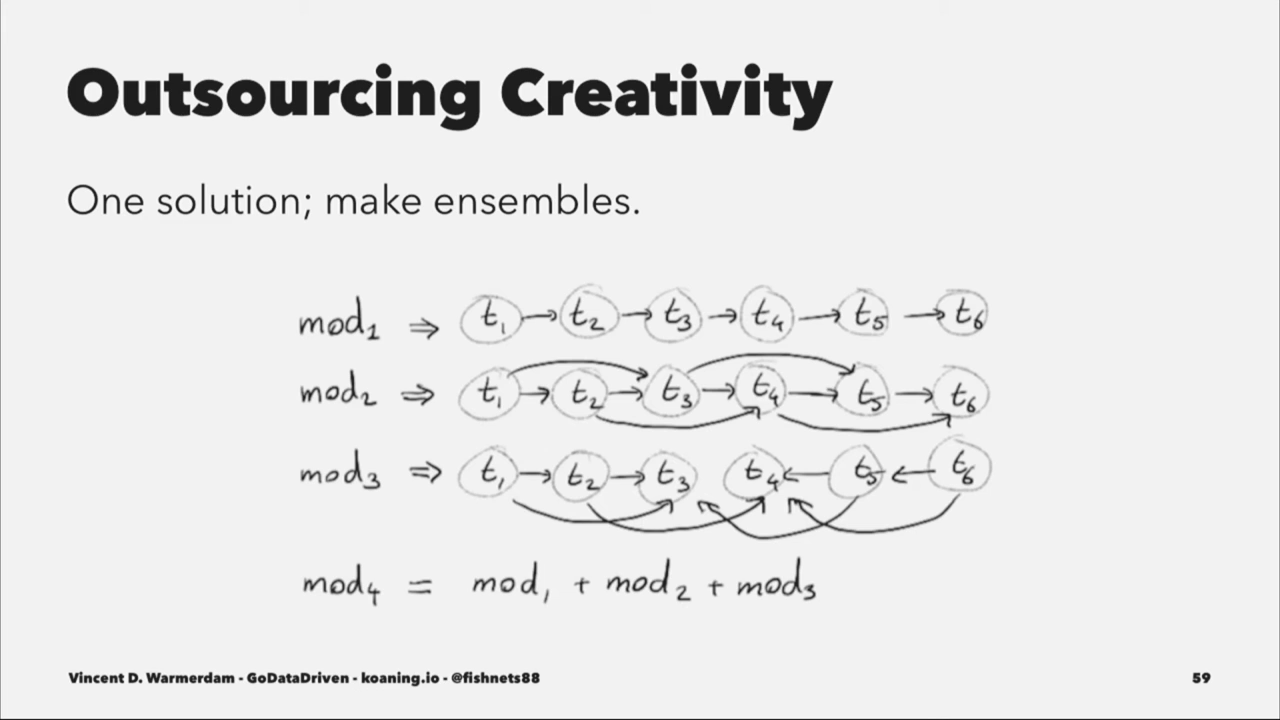 Outsourcing Creativity
One solution; make ensembles.
mod₁ ⇒ t₁ → t₂ → t₃ → t₄ → t₅ → t₆
mod₂ ⇒ t₁ → t₂ → t₃ → t₄ → t₅ → t₆
mod₃ ⇒ t₁ → t₂ → t₃ t₄ ← t₅ ← t₆
mod₄ = mod₁ + mod₂ + mod₃
Vincent D. Warmerdam - GoDataDriven - koaning.io - @fishnets88 59